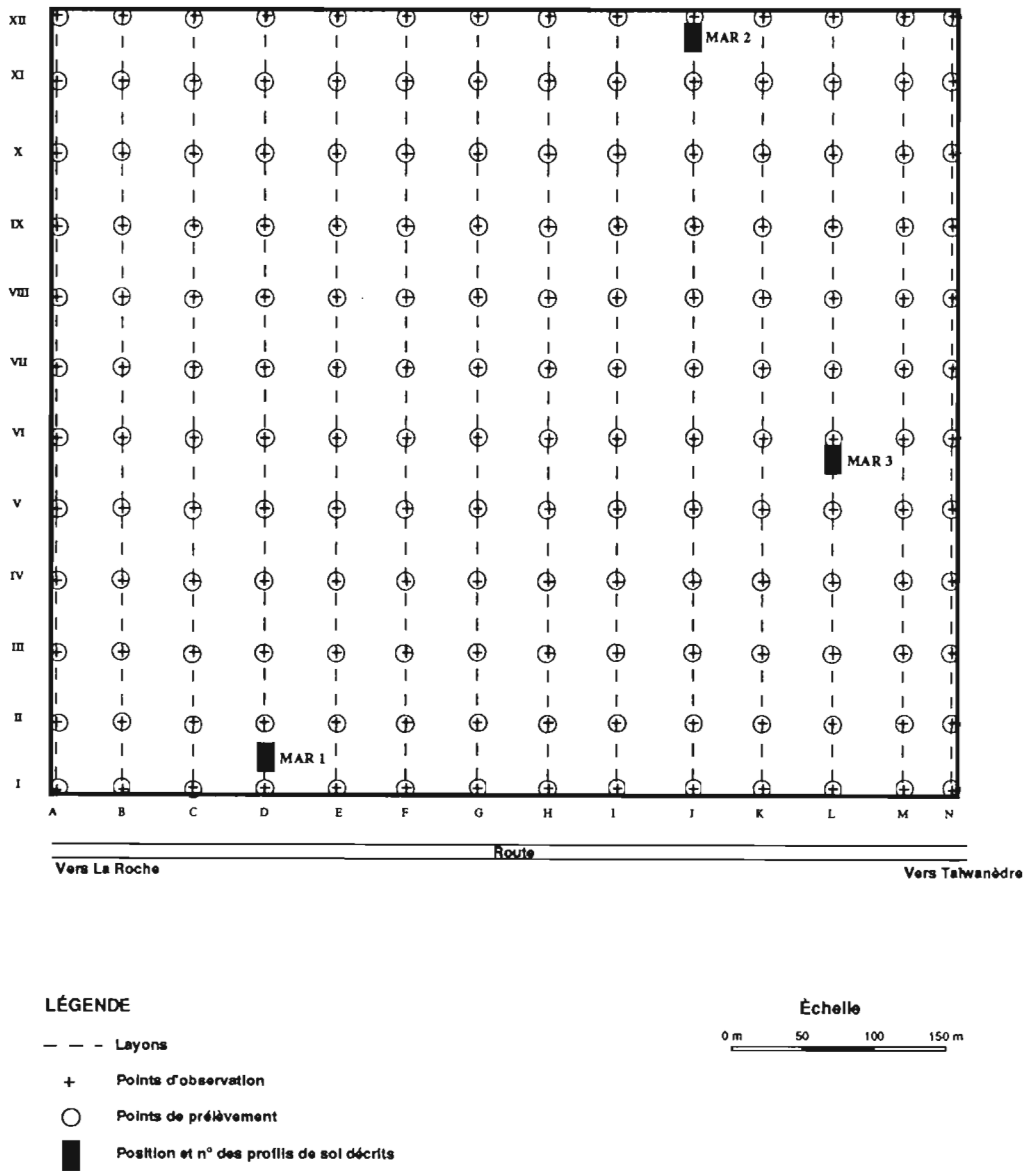 XII
MAR 2
XI
X
IX
VIII
VII
VI
MAR 3
V
IV
III
II
MAR 1
I
A B C D E F G H I J K L M N
Route
Vers La Roche
Vers Taïwanèdre
LÉGENDE
Èchelle
Layons
0 m 50 100 150 m
Points d'observation
Points de prélèvement
Position et n° des profils de sol décrits